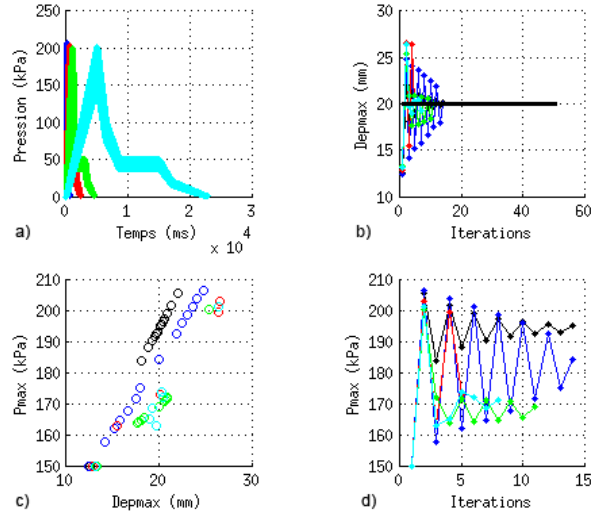 250
200
150
100
50
0
Pression (kPa)
0 1 2 3 4
Temps (ms)
x 10
4
a)
30
25
20
15
10
Depmax (mm)
0 20 40 60
Iterations
b)
210
200
190
180
170
160
150
Pmax (kPa)
10 20 30
Depmax (mm)
c)
210
200
190
180
170
160
150
Pmax (kPa)
0 5 10 15
Iterations
d)